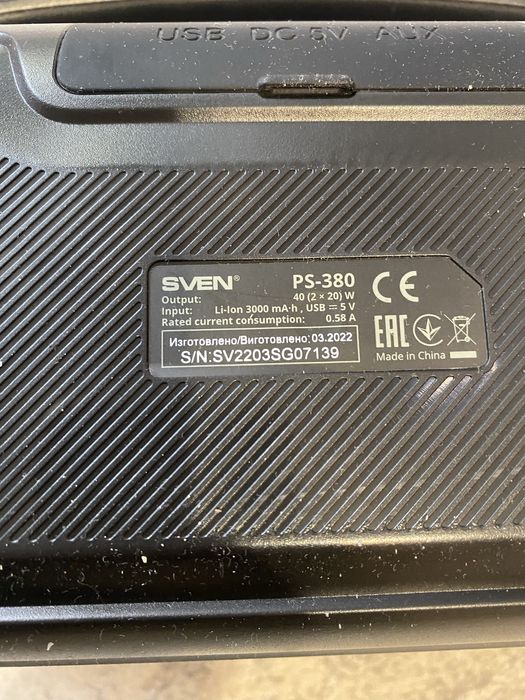 USB DC 5V AUX
SVEN® PS-380
Output: 40 (2 × 20) W
Input: Li-Ion 3000 mA·h, USB ⎓ 5 V
Rated current consumption: 0.58 A
Изготовлено/Виготовлено: 03.2022
S/N:SV2203SG07139
CE
EAC
Made in China